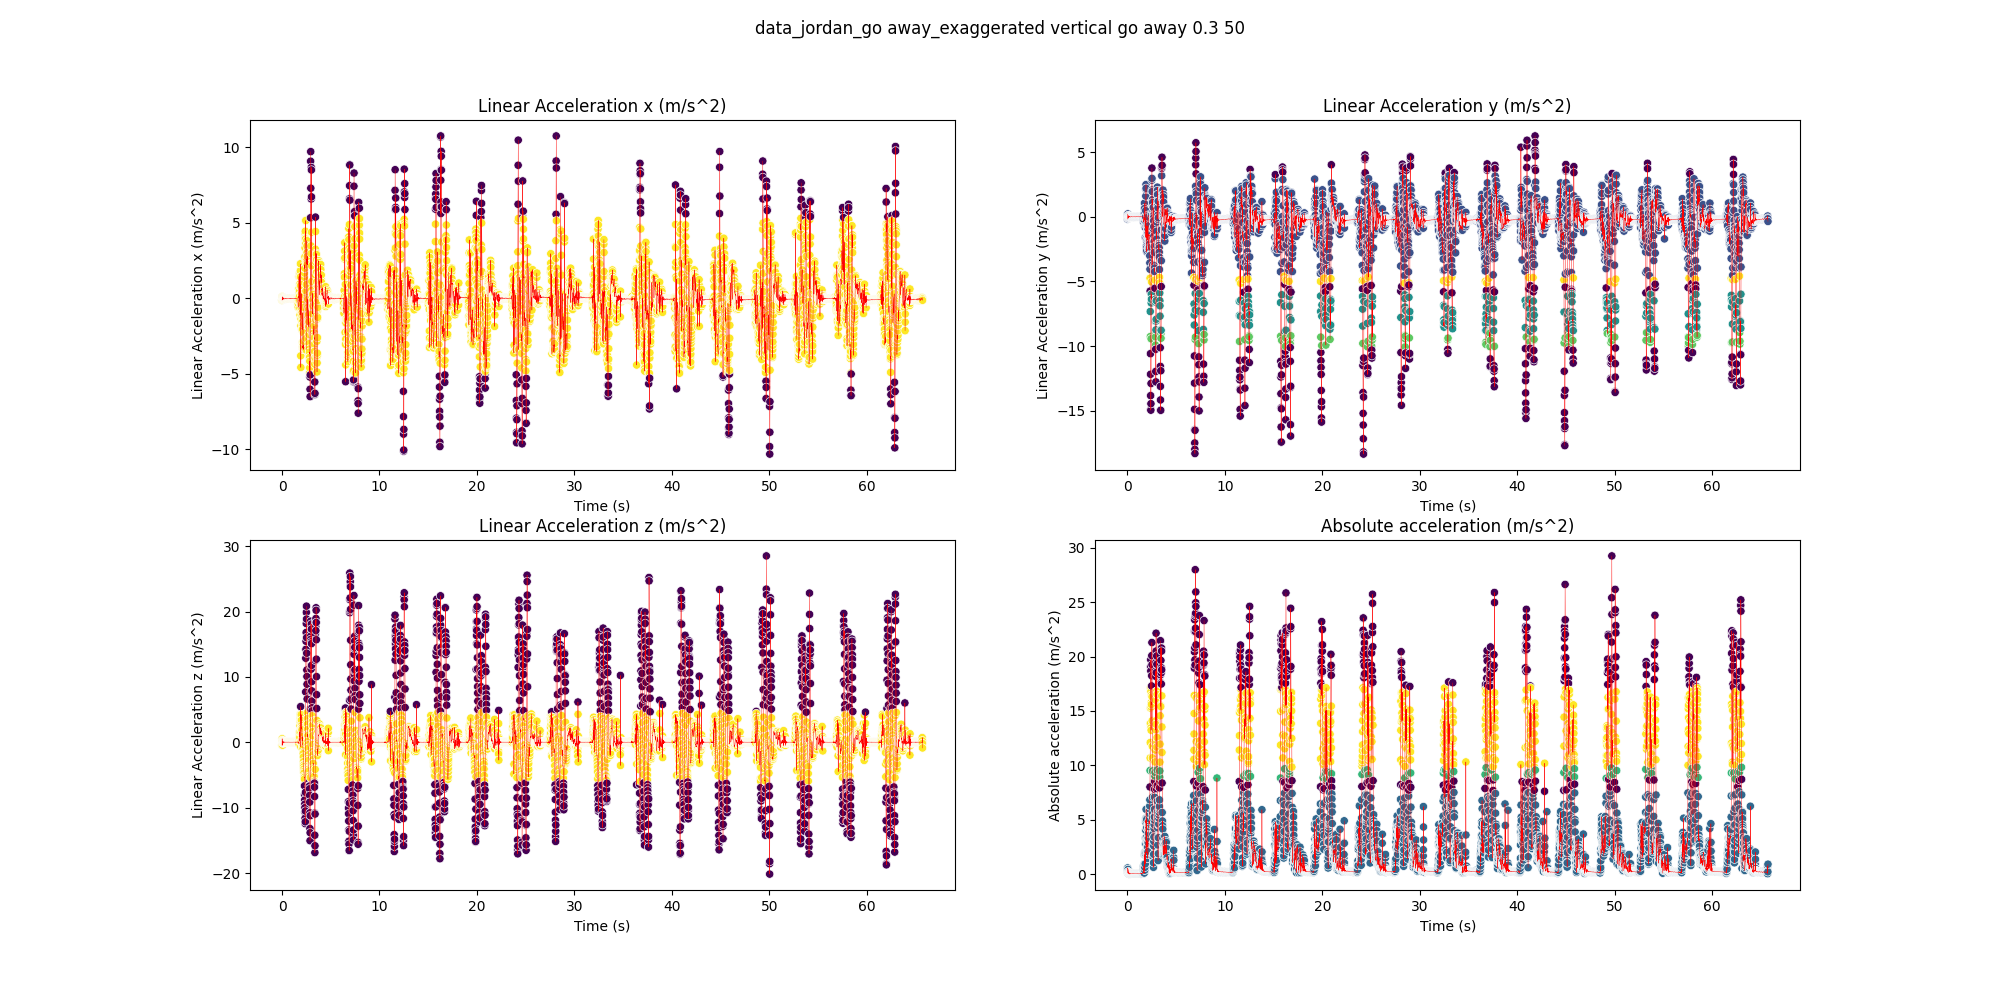 data_jordan_go away_exaggerated vertical go away 0.3 50
Linear Acceleration x (m/s^2)
Linear Acceleration x (m/s^2)
10
5
0
−5
−10
0 10 20 30 40 50 60
Time (s)
Linear Acceleration y (m/s^2)
Linear Acceleration y (m/s^2)
5
0
−5
−10
−15
0 10 20 30 40 50 60
Time (s)
Linear Acceleration z (m/s^2)
Linear Acceleration z (m/s^2)
30
20
10
0
−10
−20
0 10 20 30 40 50 60
Time (s)
Absolute acceleration (m/s^2)
Absolute acceleration (m/s^2)
30
25
20
15
10
5
0
0 10 20 30 40 50 60
Time (s)